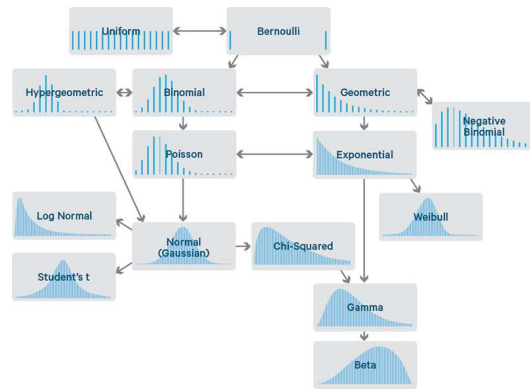 Uniform
Bernoulli
Hypergeometric
Binomial
Geometric
Negative
Binomial
Poisson
Exponential
Log Normal
Weibull
Normal
(Gaussian)
Chi-Squared
Student's t
Gamma
Beta